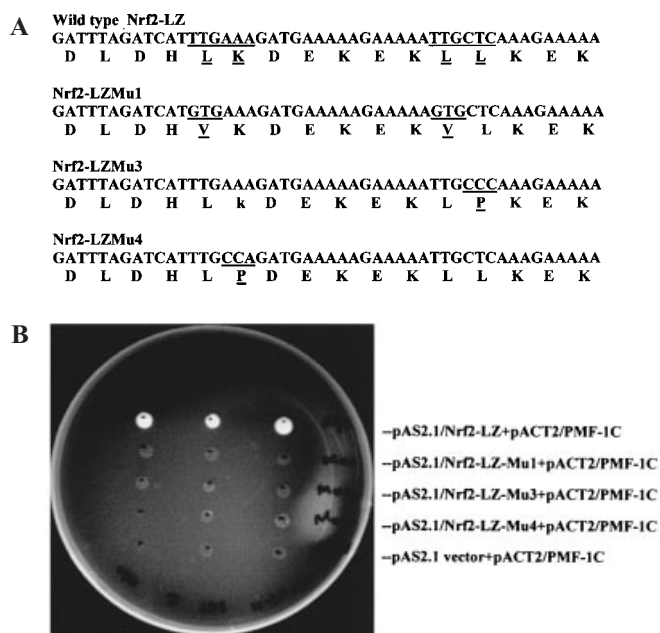 A
Wild type Nrf2-LZ
GATTTAGATCATTTGAAAGATGAAAAAGAAAAATTGCTCAAAGAAAAA
D L D H L K D E K E K L L K E K
Nrf2-LZMu1
GATTTAGATCATGTGAAAGATGAAAAAGAAAAAGTGCTCAAAGAAAAA
D L D H V K D E K E K V L K E K
Nrf2-LZMu3
GATTTAGATCATTTGAAAGATGAAAAAGAAAAATTGCCCAAAGAAAAA
D L D H L k D E K E K L P K E K
Nrf2-LZMu4
GATTTAGATCATTTGCCAGATGAAAAAGAAAAATTGCTCAAAGAAAAA
D L D H L P D E K E K L L K E K
B
--pAS2.1/Nrf2-LZ+pACT2/PMF-1C
--pAS2.1/Nrf2-LZ-Mu1+pACT2/PMF-1C
--pAS2.1/Nrf2-LZ-Mu3+pACT2/PMF-1C
--pAS2.1/Nrf2-LZ-Mu4+pACT2/PMF-1C
--pAS2.1 vector+pACT2/PMF-1C